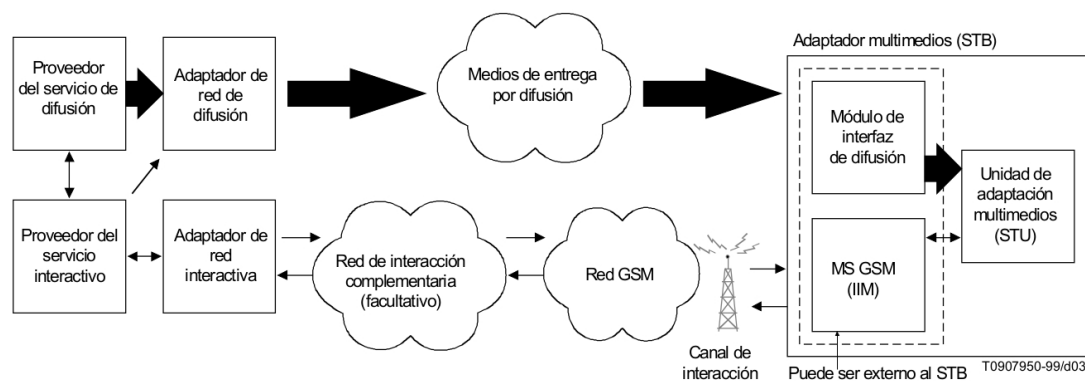 Proveedor
del servicio de
difusión
Adaptador de
red de
difusión
Medios de entrega
por difusión
Adaptador multimedios (STB)
Módulo de
interfaz
de difusión
Unidad de
adaptación
multimedios
(STU)
Proveedor del
servicio
interactivo
Adaptador de
red
interactiva
Red de interacción
complementaria
(facultativo)
Red GSM
MS GSM
(IIM)
Canal de
interacción
Puede ser externo al STB
T0907950-99/d03